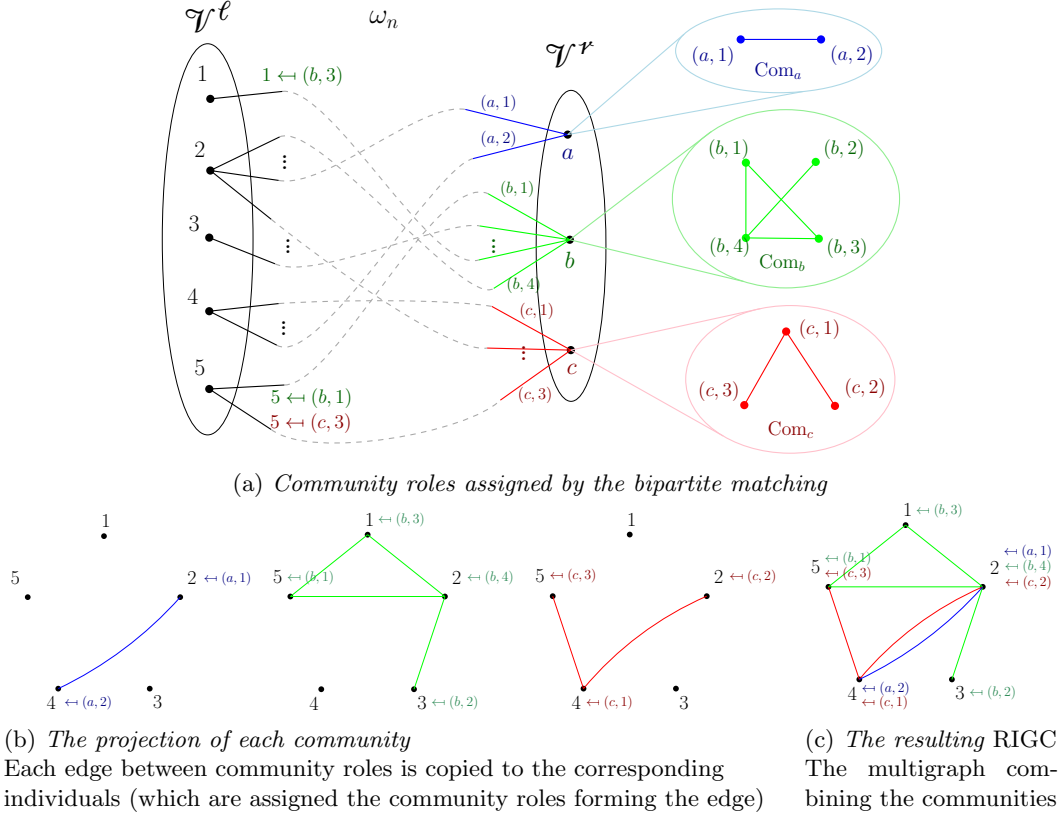 𝒱ˡ
ωₙ
𝒱ʳ
1
1 ↤ (b, 3)
2
⋮
3
⋮
4
⋮
5
5 ↤ (b, 1)
5 ↤ (c, 3)
(a, 1)
(a, 2)
a
(b, 1)
⋮
b
(b, 4)
(c, 1)
⋮
c
(c, 3)
(a, 1) (a, 2)
Com_a
(b, 1) (b, 2)
(b, 4) (b, 3)
Com_b
(c, 1)
(c, 3) (c, 2)
Com_c
(a) Community roles assigned by the bipartite matching
1
5
2 ↤ (a, 1)
4 ↤ (a, 2)
3
1 ↤ (b, 3)
5 ↤ (b, 1)
2 ↤ (b, 4)
4
3 ↤ (b, 2)
1
5 ↤ (c, 3)
2 ↤ (c, 2)
4 ↤ (c, 1)
3
1 ↤ (b, 3)
5 ↤ (b, 1)
↤ (c, 3)
↤ (a, 1)
2 ↤ (b, 4)
↤ (c, 2)
4 ↤ (a, 2)
↤ (c, 1)
3 ↤ (b, 2)
(b) The projection of each community
Each edge between community roles is copied to the corresponding
individuals (which are assigned the community roles forming the edge)
(c) The resulting RIGC
The multigraph com-
bining the communities